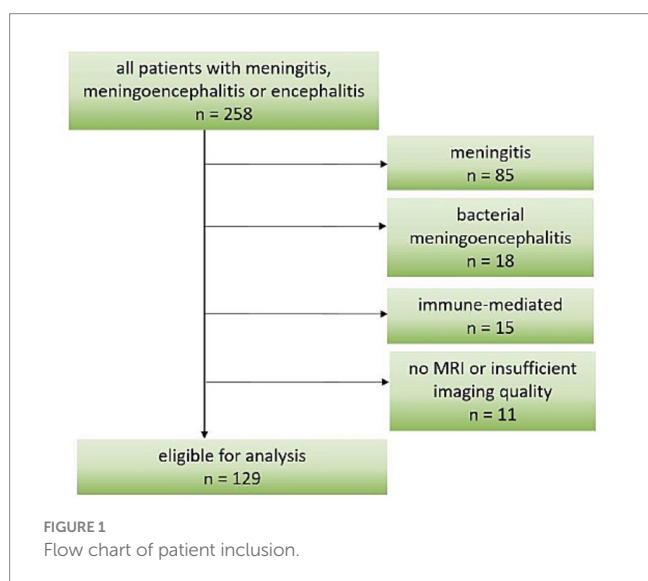 all patients with meningitis,
meningoencephalitis or encephalitis
n = 258
meningitis
n = 85
bacterial
meningoencephalitis
n = 18
immune-mediated
n = 15
no MRI or insufficient
imaging quality
n = 11
eligible for analysis
n = 129
FIGURE 1
Flow chart of patient inclusion.